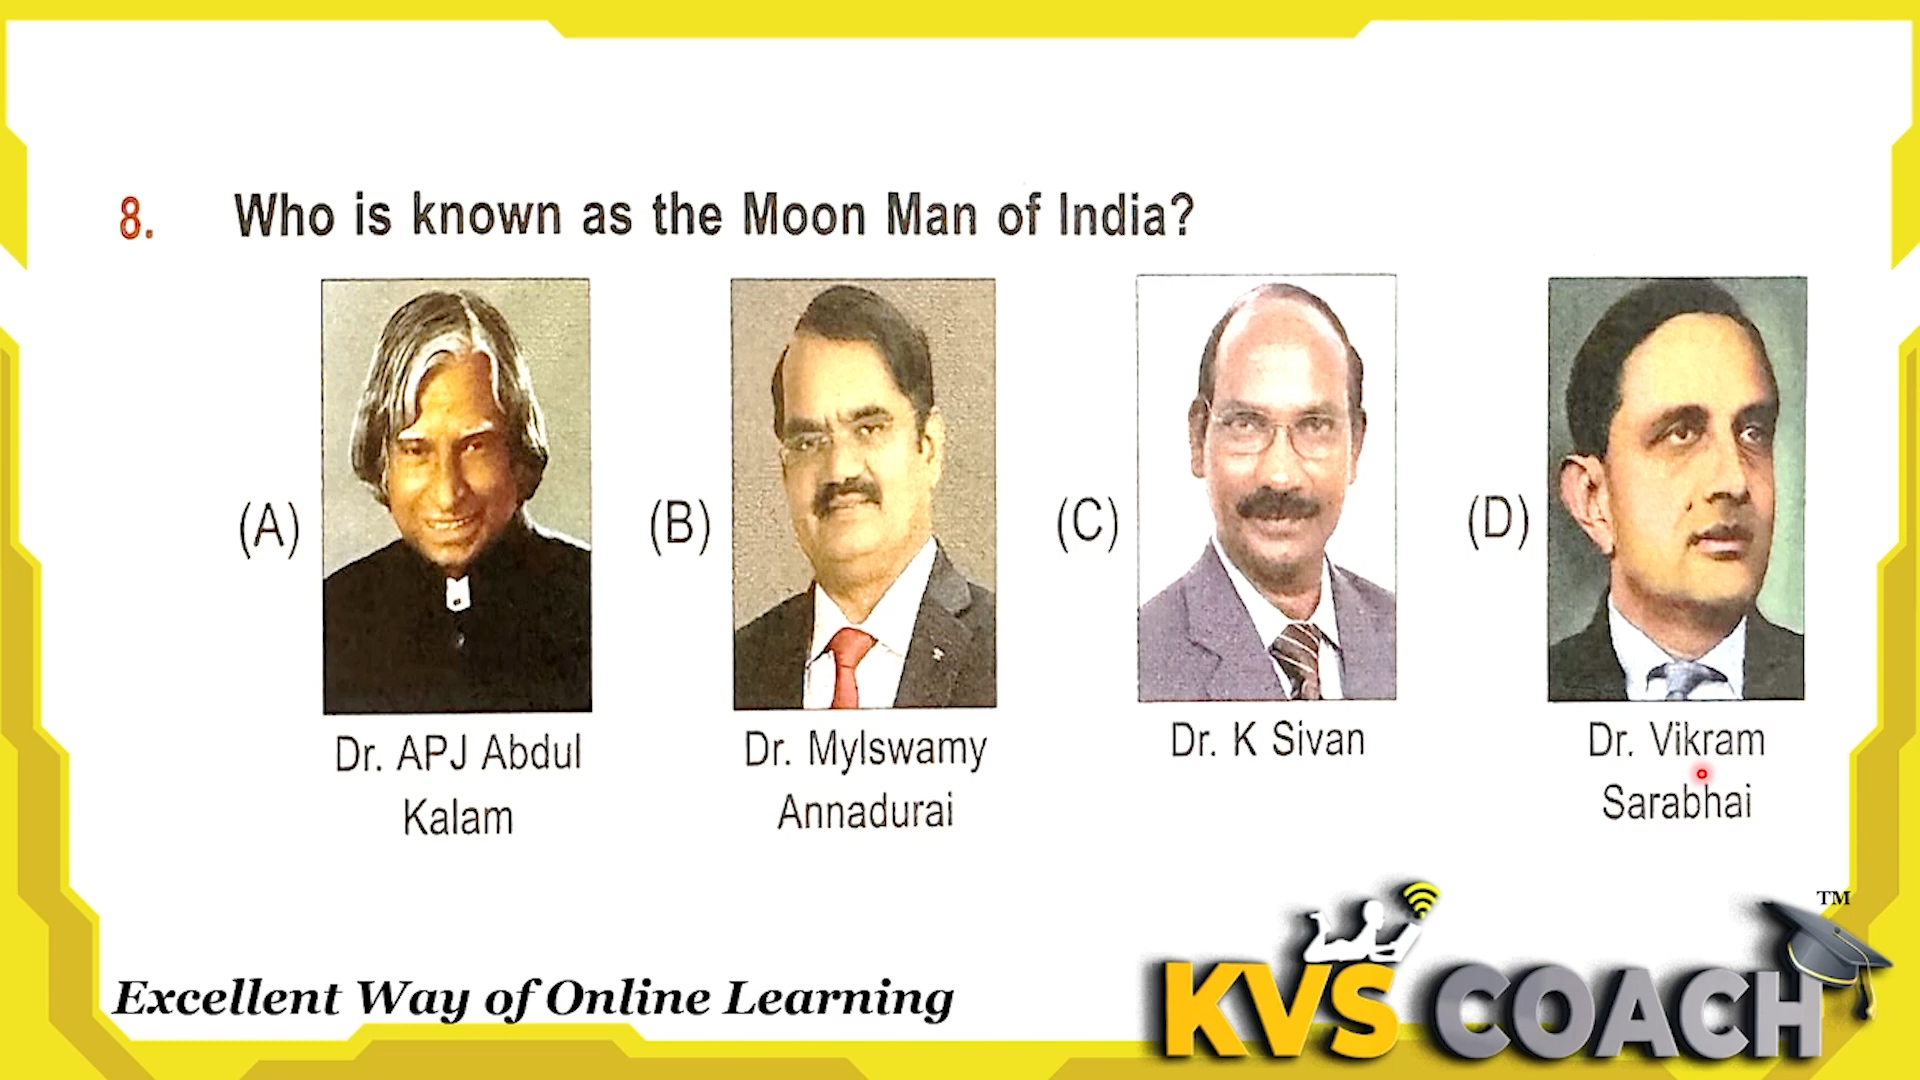 8. Who is known as the Moon Man of India?
(A) (B) (C) (D)
Dr. APJ Abdul Kalam
Dr. Mylswamy Annadurai
Dr. K Sivan
Dr. Vikram Sarabhai
Excellent Way of Online Learning
KVS COACH
TM